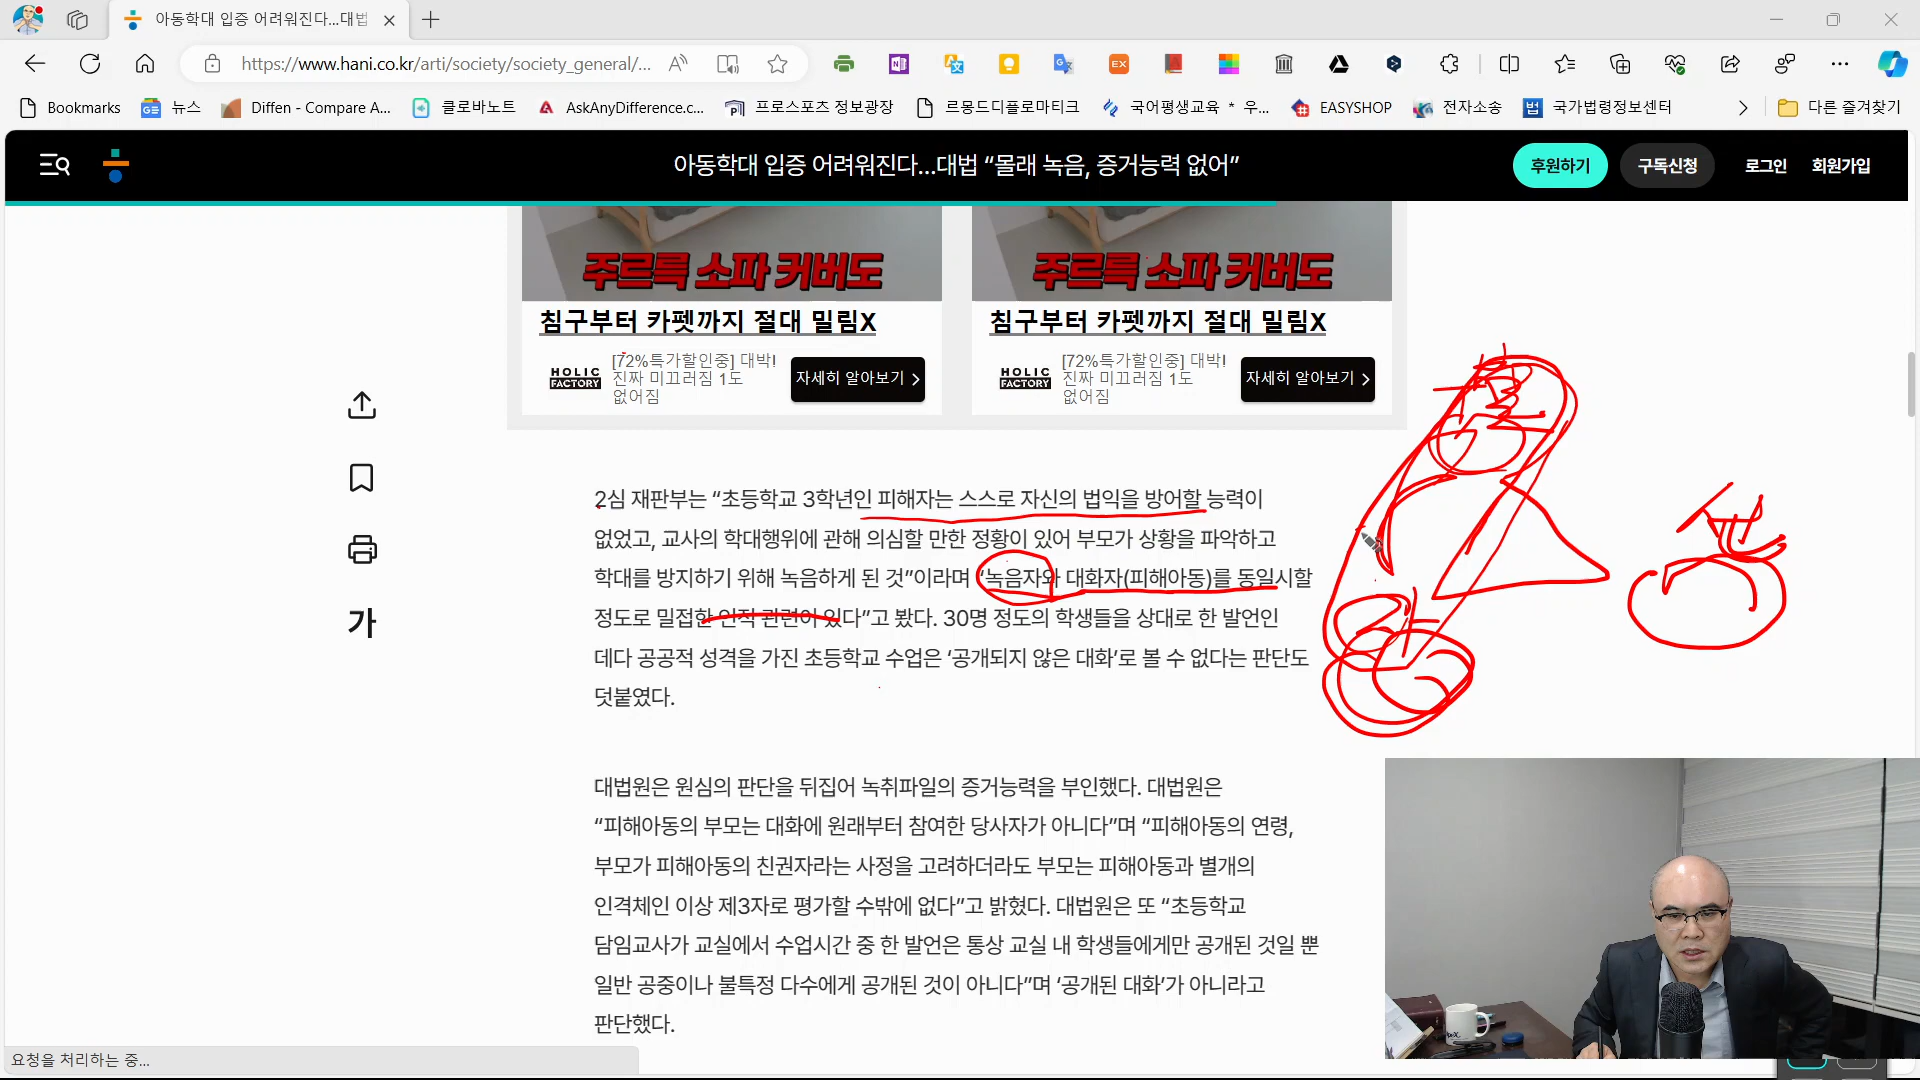 아동학대 입증 어려워진다...대법
https://www.hani.co.kr/arti/society/society_general/...
Bookmarks
뉴스
Diffen - Compare A...
클로바노트
AskAnyDifference.c...
프로스포츠 정보광장
르몽드디플로마티크
국어평생교육 * 우...
EASYSHOP
전자소송
국가법령정보센터
다른 즐겨찾기
아동학대 입증 어려워진다...대법 “몰래 녹음, 증거능력 없어”
후원하기
구독신청
로그인
회원가입
주르륵 소파 커버도
주르륵 소파 커버도
침구부터 카펫까지 절대 밀림X
침구부터 카펫까지 절대 밀림X
HOLIC FACTORY
[72%특가할인중] 대박!
진짜 미끄러짐 1도
없어짐
자세히 알아보기
HOLIC FACTORY
[72%특가할인중] 대박!
진짜 미끄러짐 1도
없어짐
자세히 알아보기
가
2심 재판부는 “초등학교 3학년인 피해자는 스스로 자신의 법익을 방어할 능력이
없었고, 교사의 학대행위에 관해 의심할 만한 정황이 있어 부모가 상황을 파악하고
학대를 방지하기 위해 녹음하게 된 것”이라며 “녹음자와 대화자(피해아동)를 동일시할
정도로 밀접한 인적 관련이 있다”고 봤다. 30명 정도의 학생들을 상대로 한 발언인
데다 공공적 성격을 가진 초등학교 수업은 ‘공개되지 않은 대화’로 볼 수 없다는 판단도
덧붙였다.
대법원은 원심의 판단을 뒤집어 녹취파일의 증거능력을 부인했다. 대법원은
“피해아동의 부모는 대화에 원래부터 참여한 당사자가 아니다”며 “피해아동의 연령,
부모가 피해아동의 친권자라는 사정을 고려하더라도 부모는 피해아동과 별개의
인격체인 이상 제3자로 평가할 수밖에 없다”고 밝혔다. 대법원은 또 “초등학교
담임교사가 교실에서 수업시간 중 한 발언은 통상 교실 내 학생들에게만 공개된 것일 뿐
일반 공중이나 불특정 다수에게 공개된 것이 아니다”며 ‘공개된 대화’가 아니라고
판단했다.
요청을 처리하는 중...